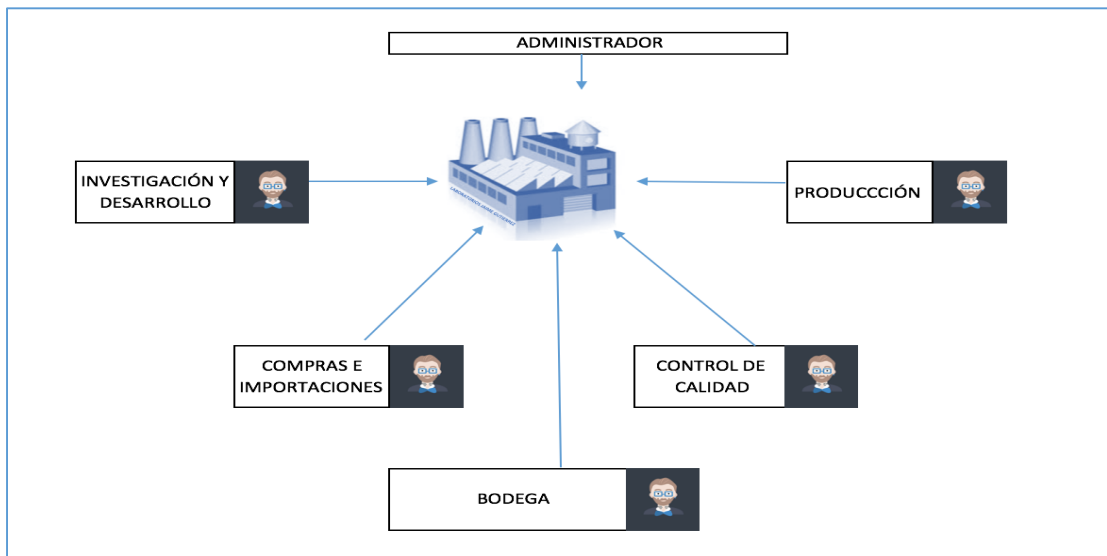 ADMINISTRADOR
INVESTIGACIÓN Y
DESARROLLO
PRODUCCCIÓN
COMPRAS E
IMPORTACIONES
CONTROL DE
CALIDAD
BODEGA